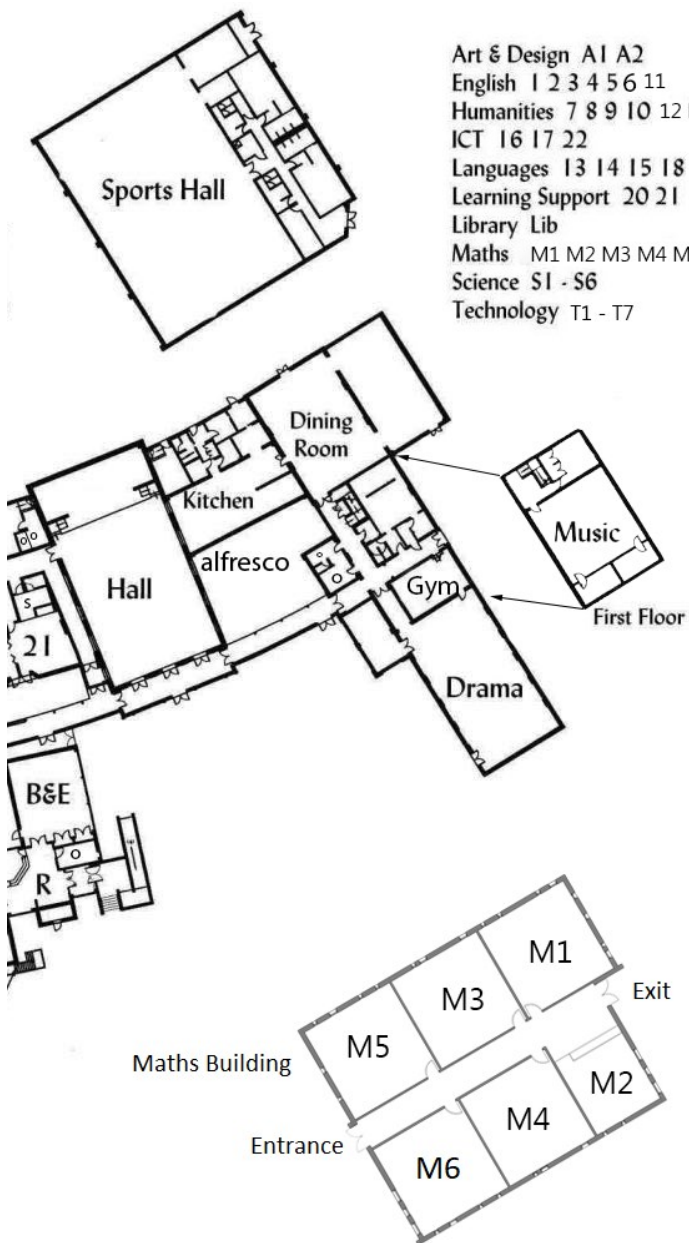 Art & Design A1 A2
English 1 2 3 4 5 6 11
Humanities 7 8 9 10 12
ICT 16 17 22
Languages 13 14 15 18
Learning Support 20 21
Library Lib
Maths M1 M2 M3 M4
Science S1 - S6
Technology T1 - T7
Sports Hall
Dining
Room
Kitchen
Music
alfresco
Hall
Gym
S
21
First Floor
Drama
B&E
R
M1
Exit
M3
M5
Maths Building
M2
M4
Entrance
M6